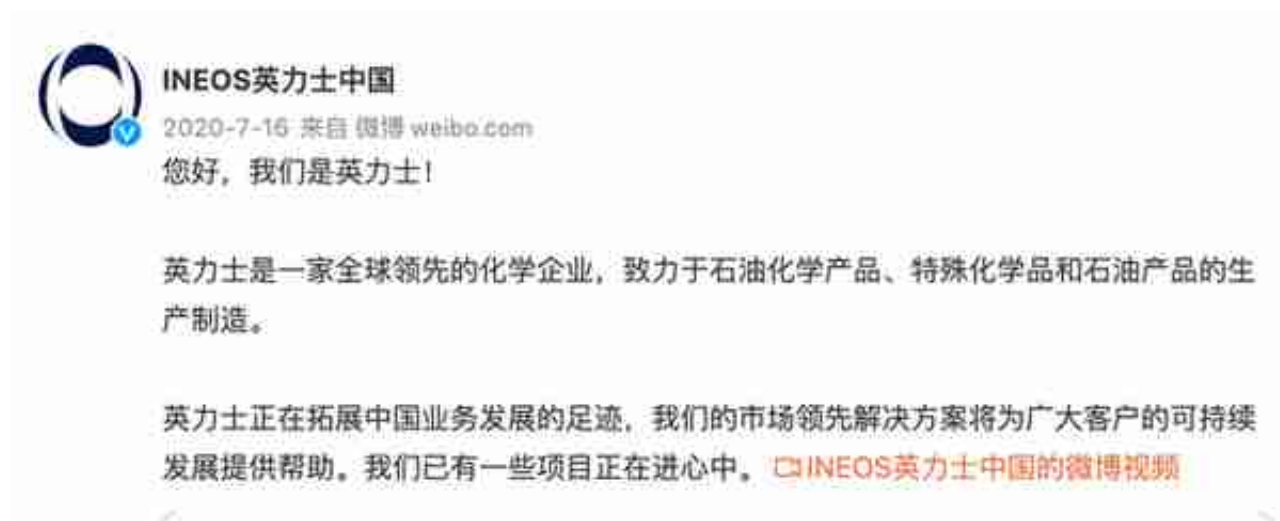 INEOS英力士中国
2020-7-16 来自 微博 weibo.com
您好，我们是英力士！
英力士是一家全球领先的化学企业，致力于石油化学产品、特殊化学品和石油产品的生
产制造。
英力士正在拓展中国业务发展的足迹，我们的市场领先解决方案将为广大客户的可持续
发展提供帮助。我们已有一些项目正在进心中。 INEOS英力士中国的微博视频